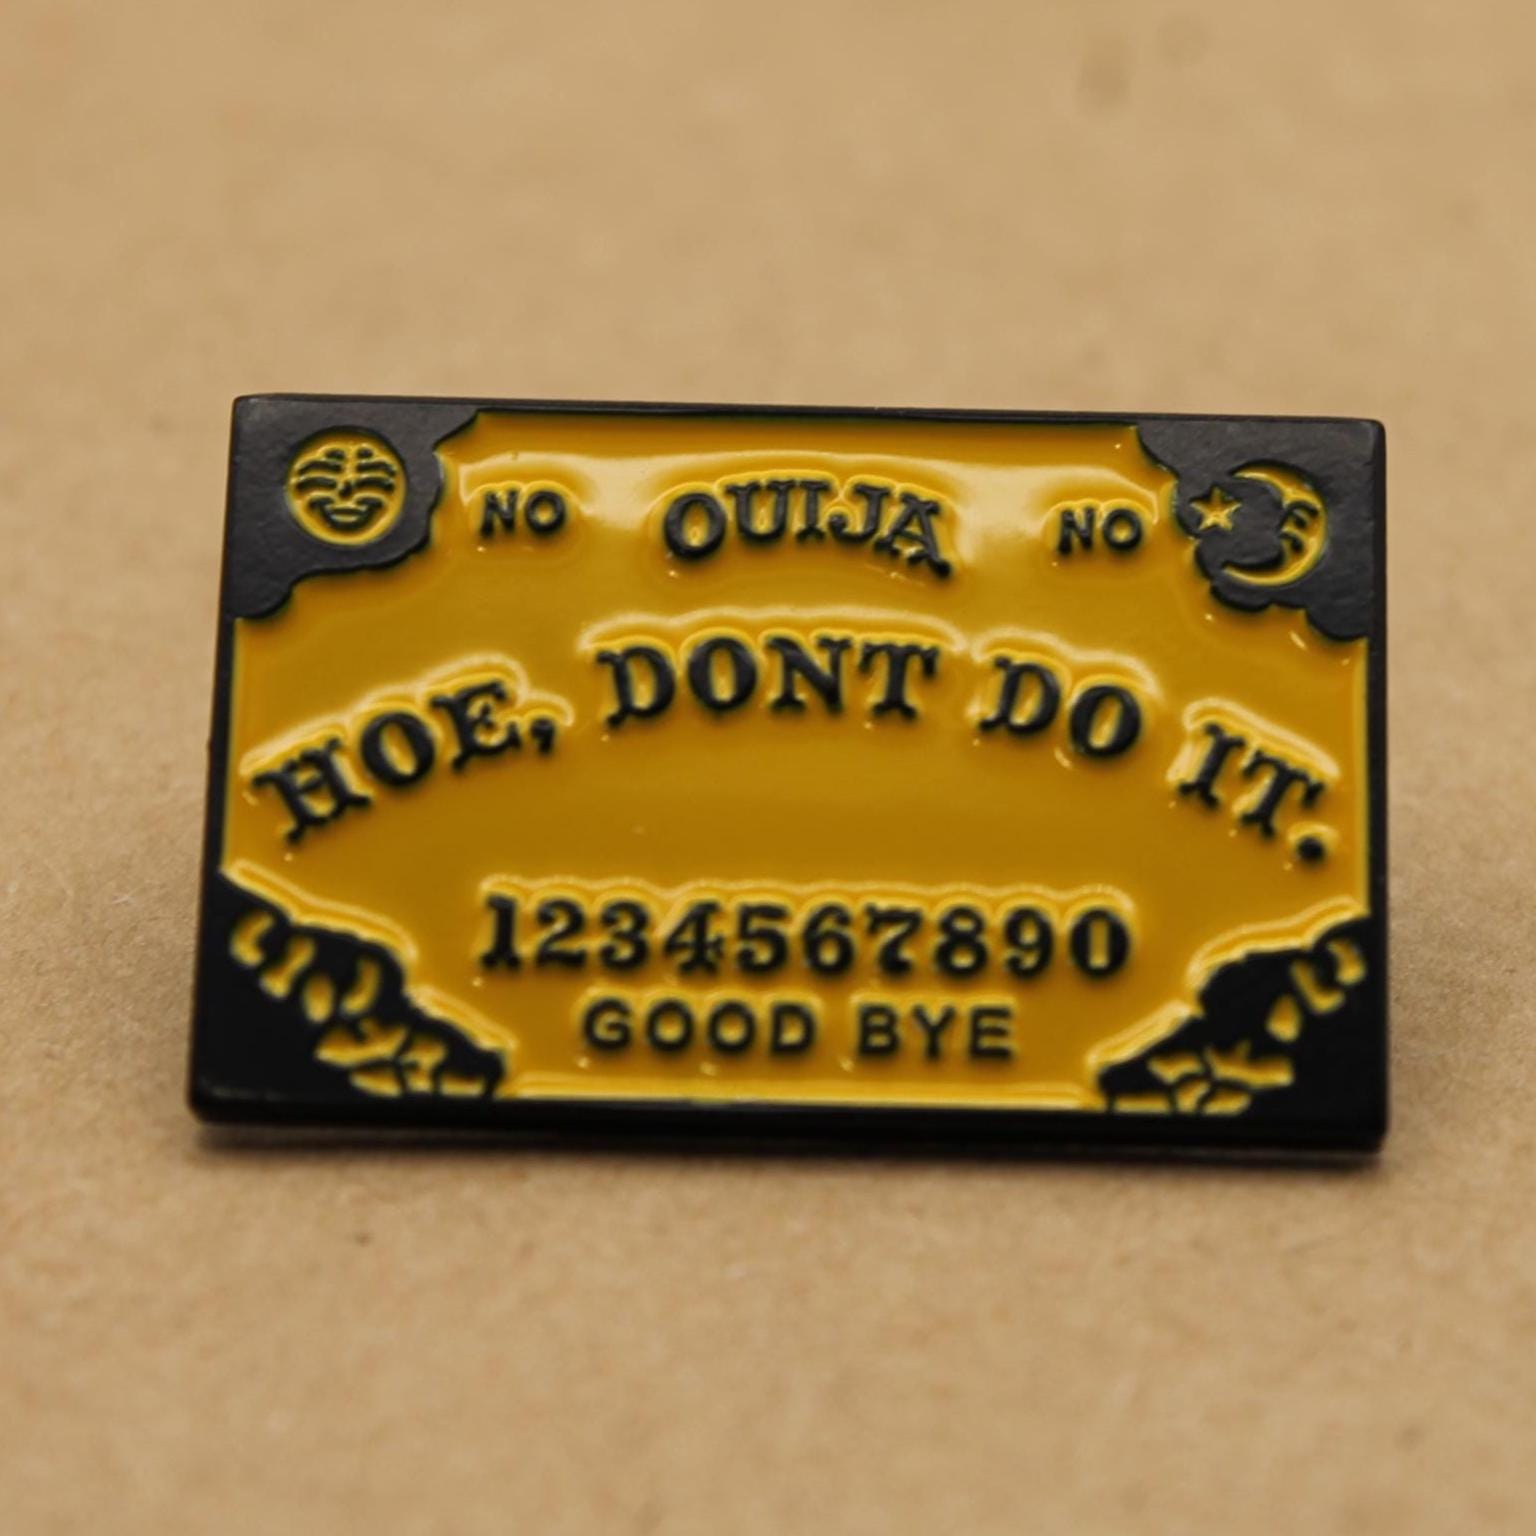 NO OUIJA NO
HOE, DONT DO IT.
1234567890
GOOD BYE